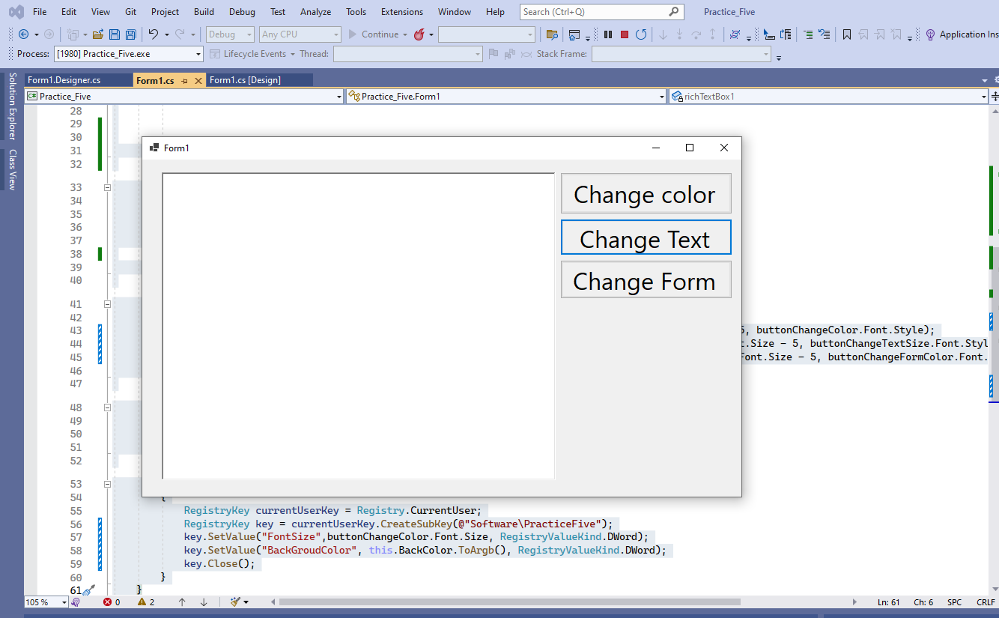 File Edit View Git Project Build Debug Test Analyze Tools Extensions Window Help Search (Ctrl+Q) Practice_Five
Debug Any CPU Continue Application Ins
Process: [1980] Practice_Five.exe Lifecycle Events Thread: Stack Frame:
Form1.Designer.cs Form1.cs Form1.cs [Design]
Solution Explorer
Class View
Practice_Five Practice_Five.Form1 richTextBox1
28
29
30
31
32
33
34
35
36
37
38
39
40
41
42
43 , buttonChangeColor.Font.Style);
44 t.Size - 5, buttonChangeTextSize.Font.Styl
45 Font.Size - 5, buttonChangeFormColor.Font.
46
47
48
49
50
51
52
53
54 {
55 RegistryKey currentUserKey = Registry.CurrentUser;
56 RegistryKey key = currentUserKey.CreateSubKey(@"Software\PracticeFive");
57 key.SetValue("FontSize",buttonChangeColor.Font.Size, RegistryValueKind.DWord);
58 key.SetValue("BackGroudColor", this.BackColor.ToArgb(), RegistryValueKind.DWord);
59 key.Close();
60 }
61 }
Form1
Change color
Change Text
Change Form
105 % 0 2 Ln: 61 Ch: 6 SPC CRLF